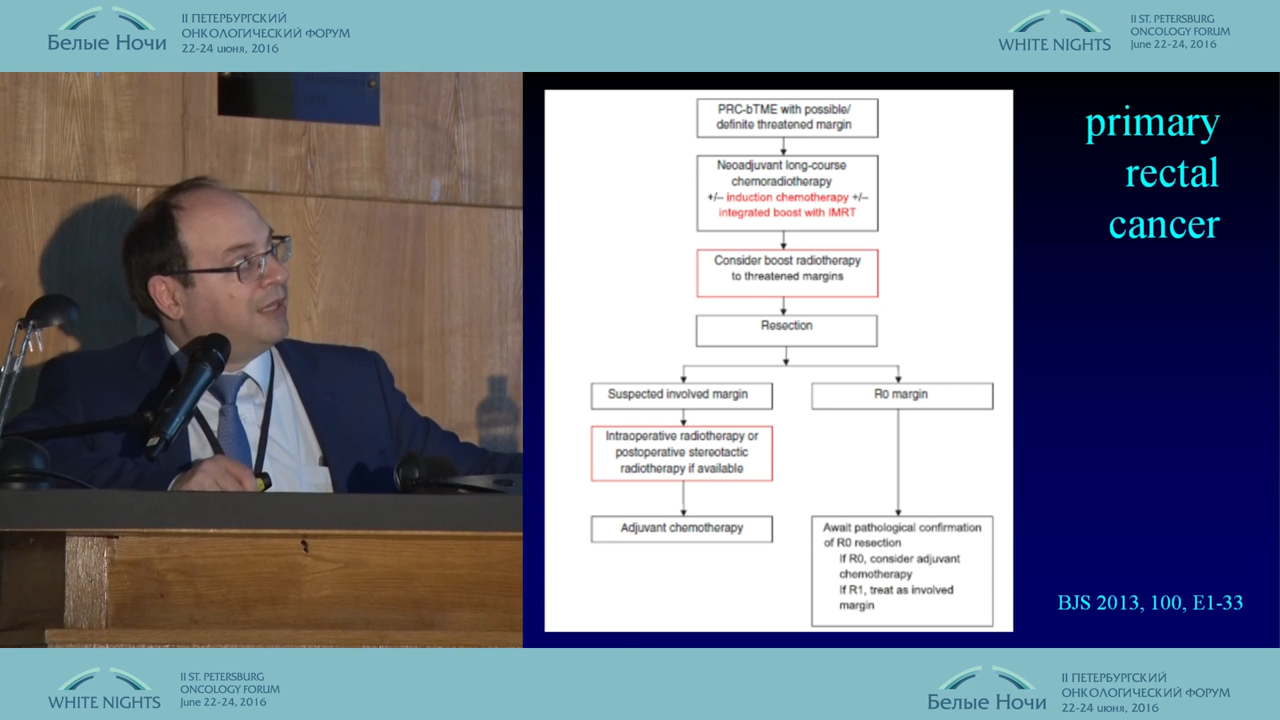 II ПЕТЕРБУРГСКИЙ
ОНКОЛОГИЧЕСКИЙ ФОРУМ
Белые Ночи
22-24 июня, 2016
II ST. PETERSBURG
ONCOLOGY FORUM
WHITE NIGHTS
June 22-24, 2016
PRC-bTME with possible/
definite threatened margin
Neoadjuvant long-course
chemoradiotherapy
+/– induction chemotherapy +/–
integrated boost with IMRT
Consider boost radiotherapy
to threatened margins
Resection
Suspected involved margin
R0 margin
Intraoperative radiotherapy or
postoperative stereotactic
radiotherapy if available
Adjuvant chemotherapy
Await pathological confirmation
of R0 resection
If R0, consider adjuvant
chemotherapy
If R1, treat as involved
margin
primary
rectal
cancer
BJS 2013, 100, E1-33
II ST. PETERSBURG
ONCOLOGY FORUM
WHITE NIGHTS
June 22-24, 2016
II ПЕТЕРБУРГСКИЙ
ОНКОЛОГИЧЕСКИЙ ФОРУМ
Белые Ночи
22-24 июня, 2016